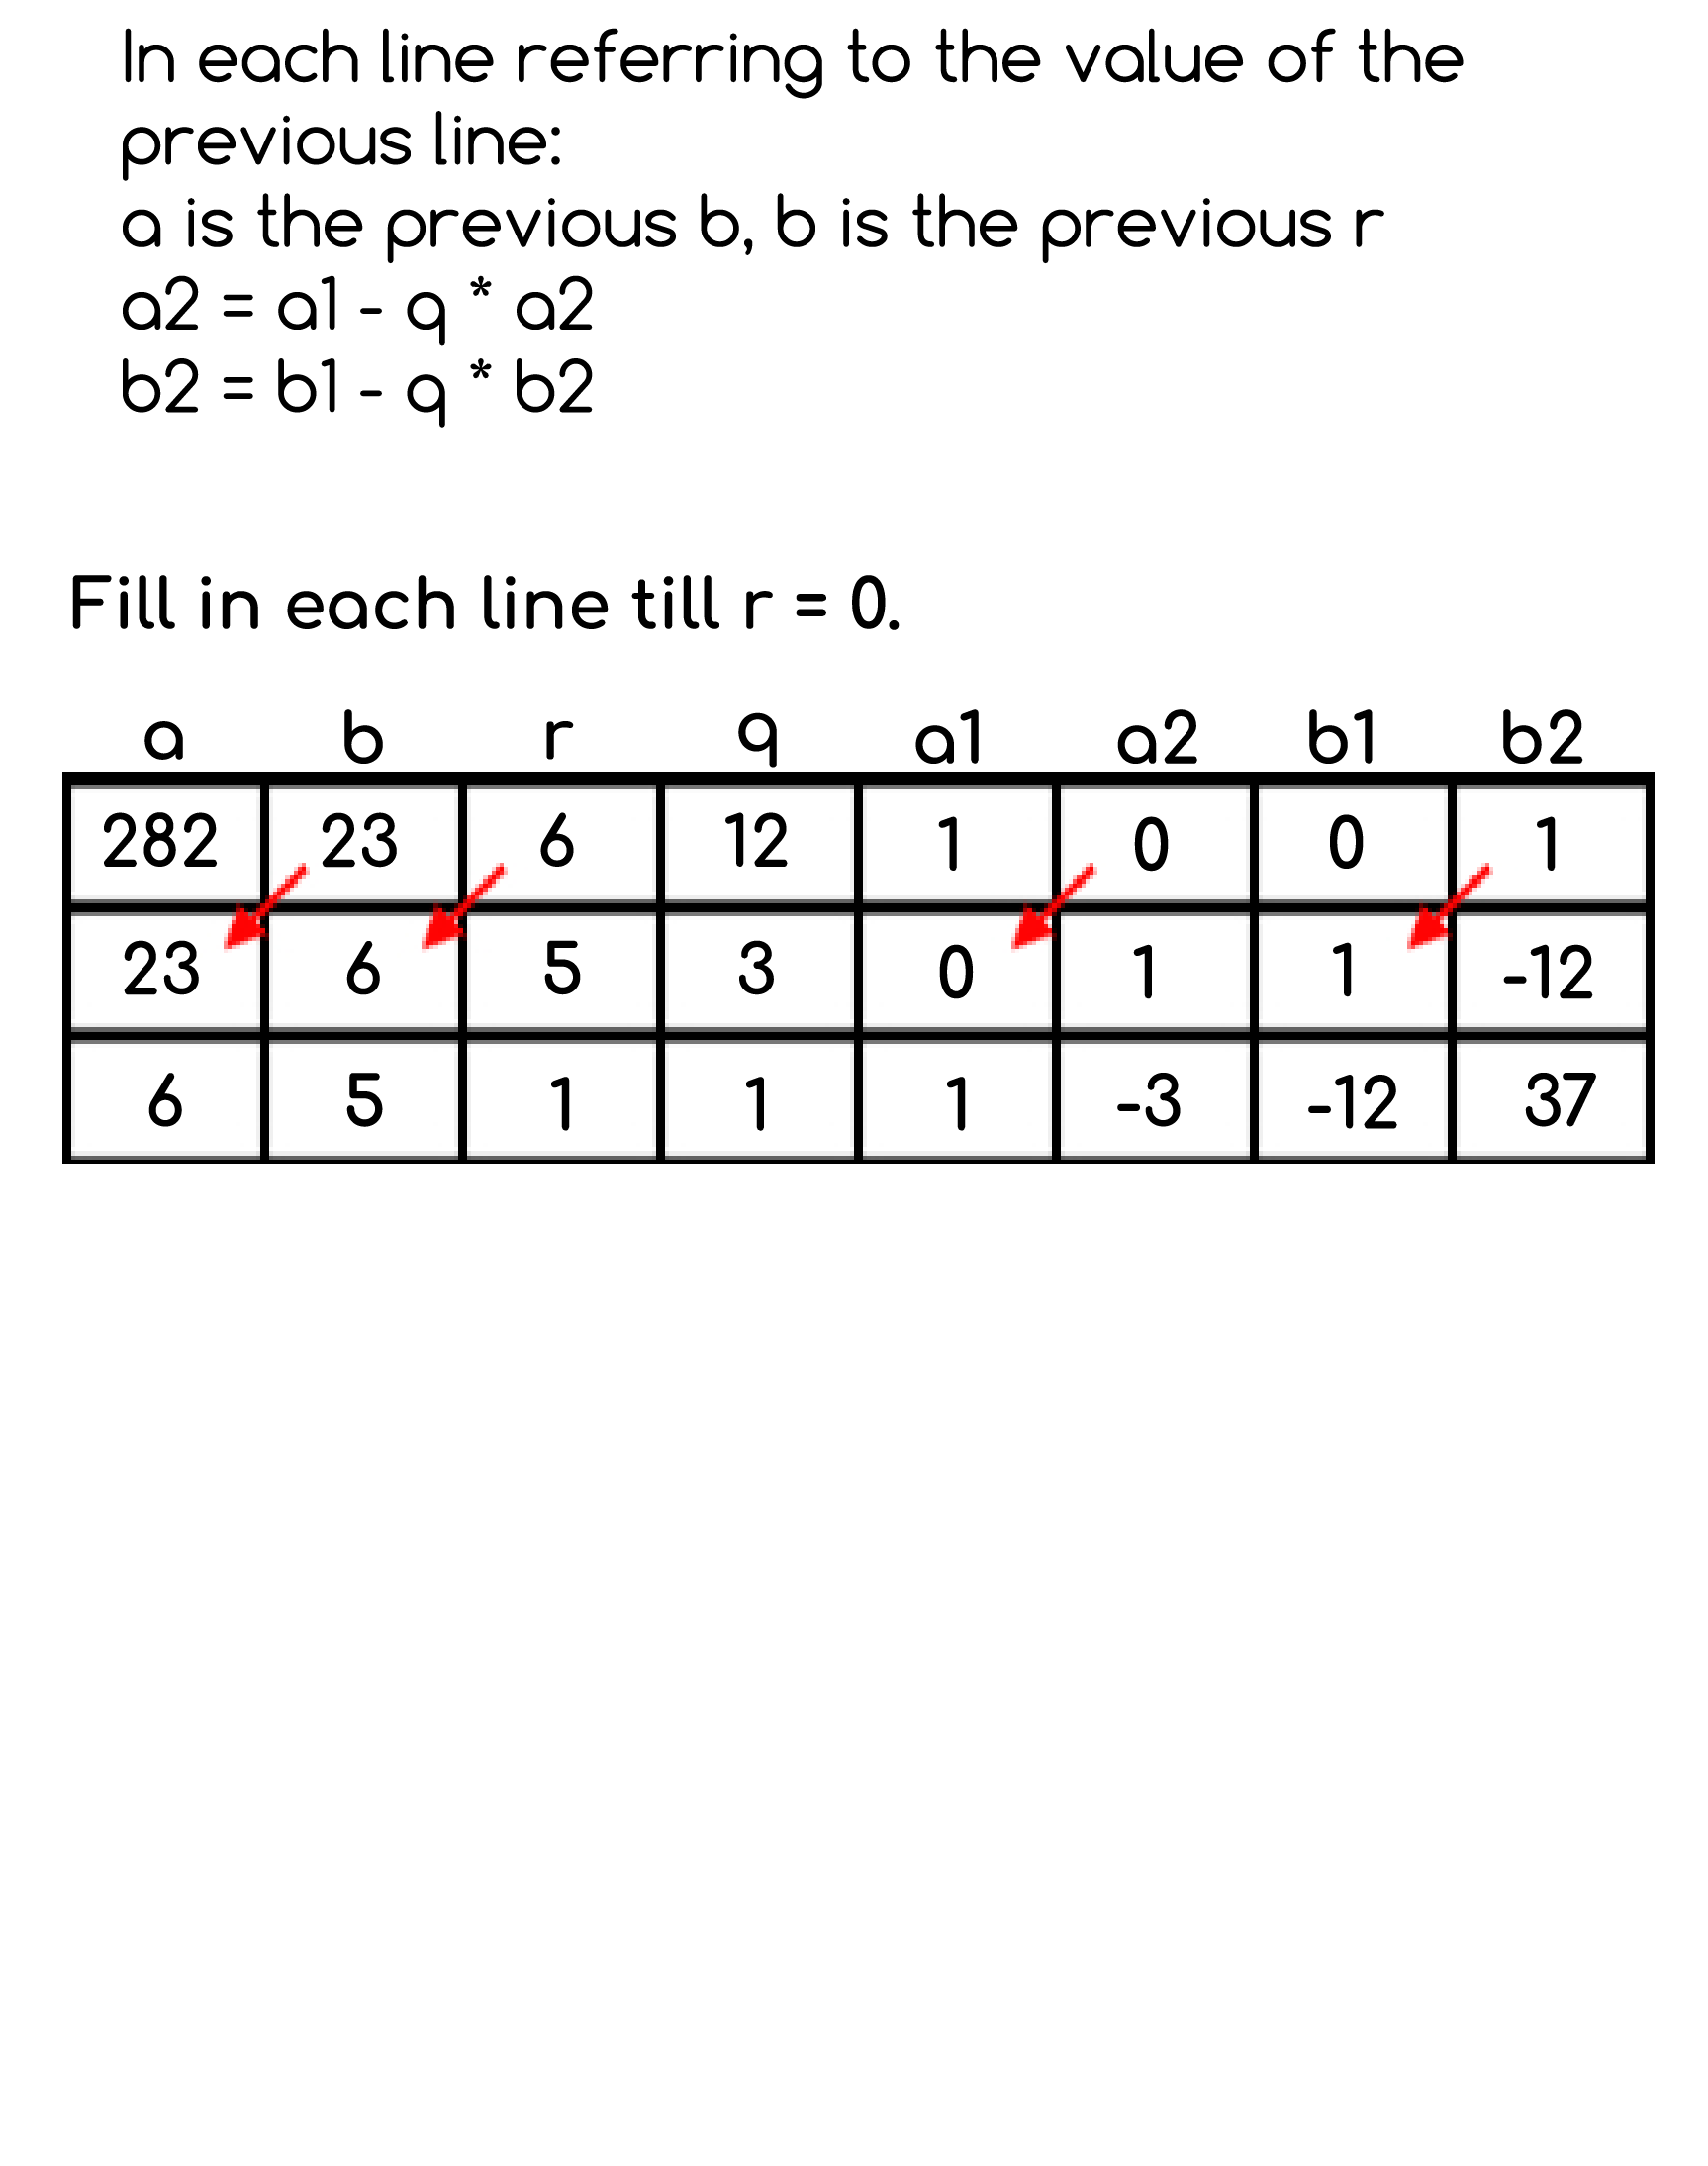 In each line referring to the value of the
previous line:
a is the previous b, b is the previous r
a2 = a1 - q * a2
b2 = b1 - q * b2
Fill in each line till r = 0.
a b r q a1 a2 b1 b2
282 23 6 12 1 0 0 1
23 6 5 3 0 1 1 -12
6 5 1 1 1 -3 -12 37